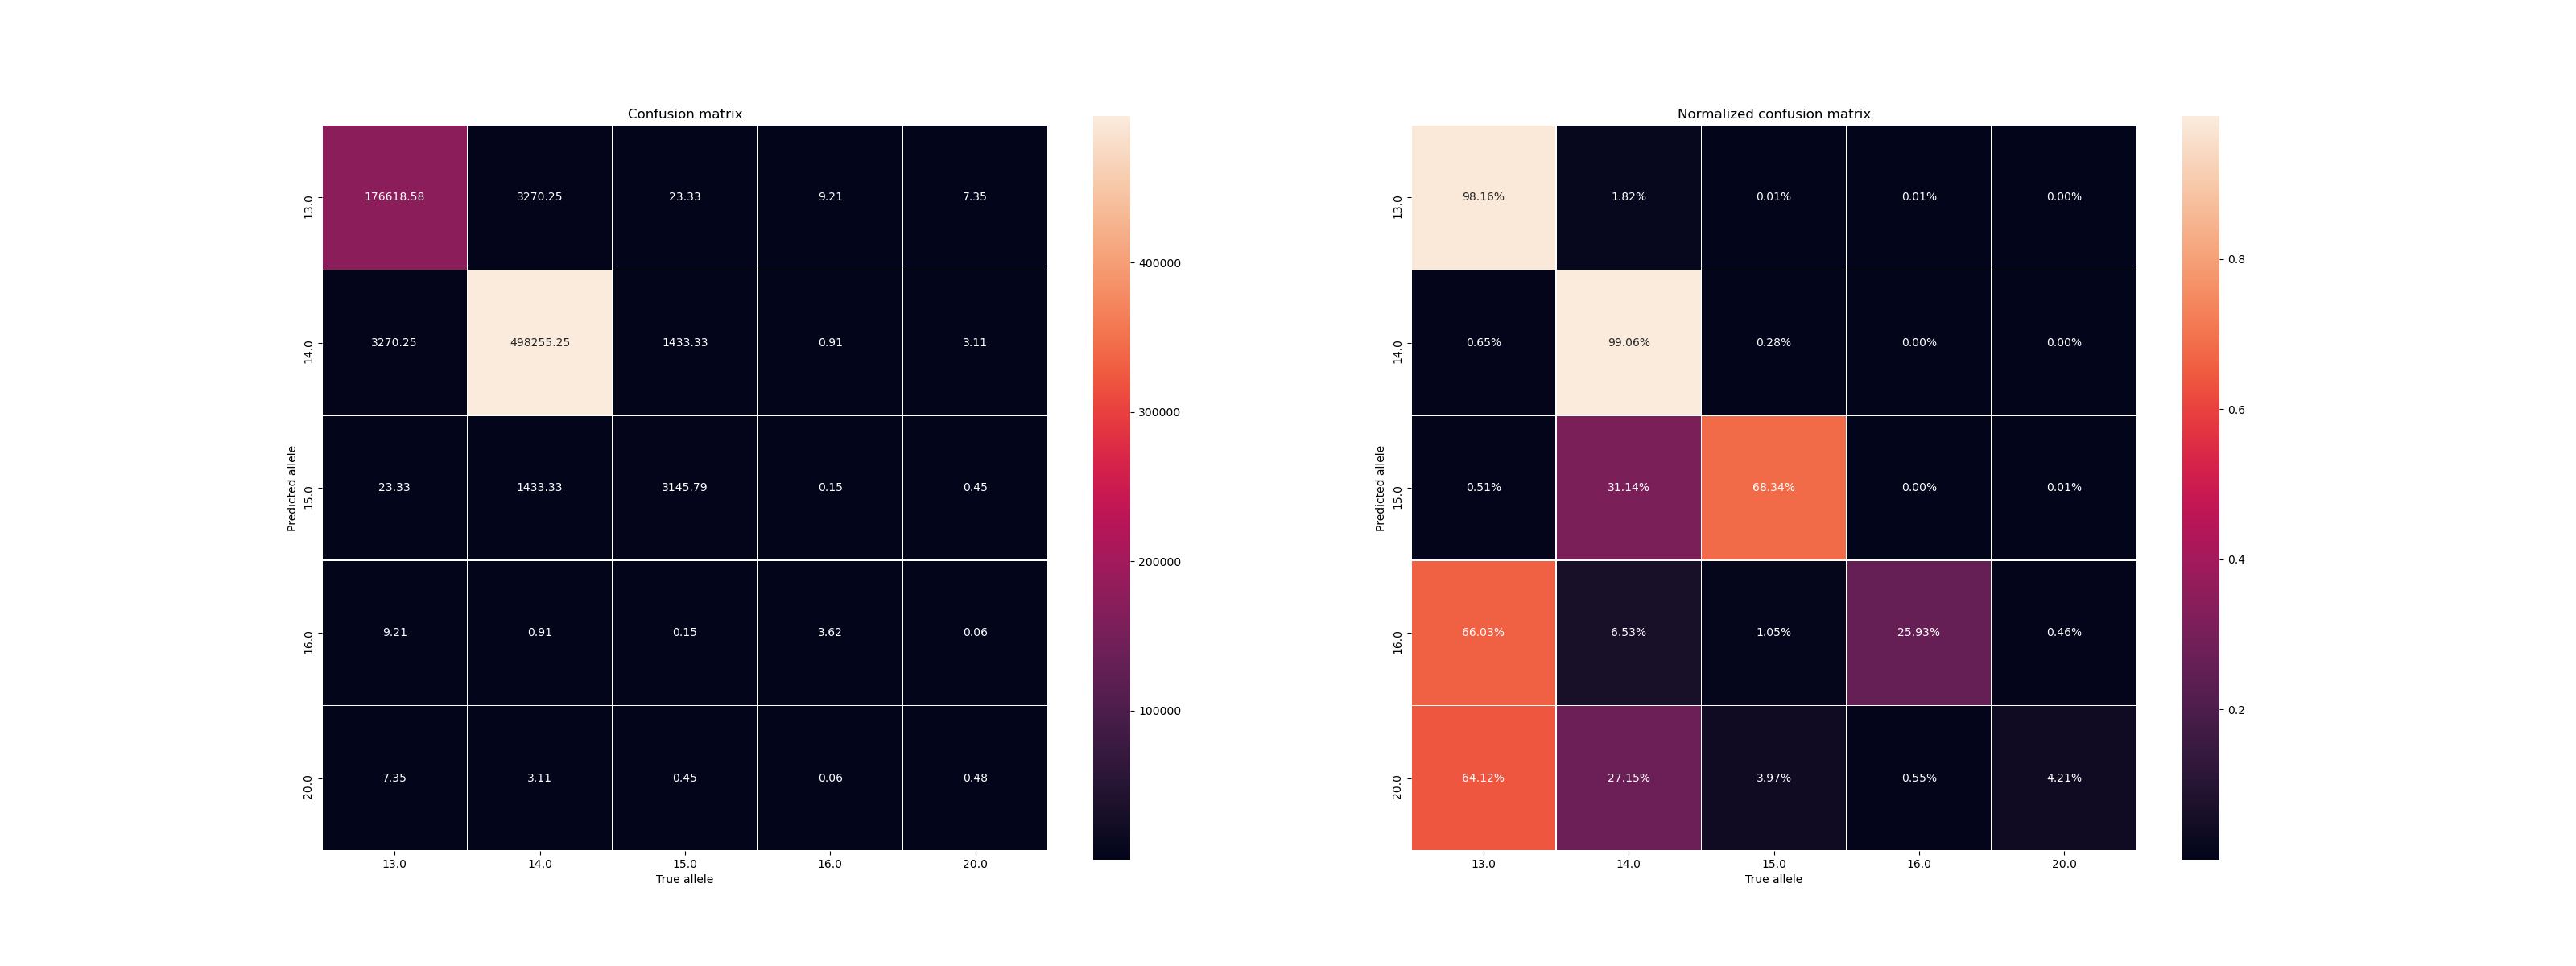 Confusion matrix
13.0 176618.58 3270.25 23.33 9.21 7.35
14.0 3270.25 498255.25 1433.33 0.91 3.11
15.0 23.33 1433.33 3145.79 0.15 0.45
16.0 9.21 0.91 0.15 3.62 0.06
20.0 7.35 3.11 0.45 0.06 0.48
Predicted allele
13.0 14.0 15.0 16.0 20.0
True allele
400000
300000
200000
100000
Normalized confusion matrix
13.0 98.16% 1.82% 0.01% 0.01% 0.00%
14.0 0.65% 99.06% 0.28% 0.00% 0.00%
15.0 0.51% 31.14% 68.34% 0.00% 0.01%
16.0 66.03% 6.53% 1.05% 25.93% 0.46%
20.0 64.12% 27.15% 3.97% 0.55% 4.21%
Predicted allele
13.0 14.0 15.0 16.0 20.0
True allele
0.8
0.6
0.4
0.2